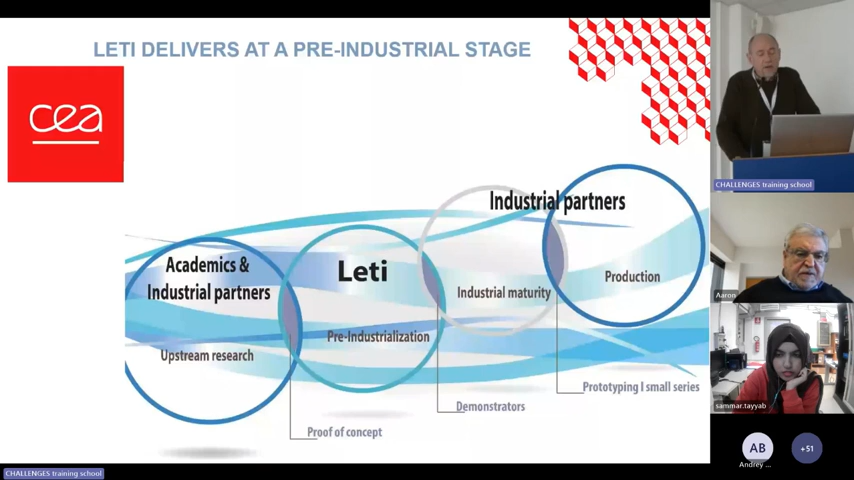 LETI DELIVERS AT A PRE-INDUSTRIAL STAGE
cea
Academics &
Industrial partners
Upstream research
Proof of concept
Leti
Pre-Industrialization
Demonstrators
Industrial partners
Industrial maturity
Production
Prototyping I small series
CHALLENGES training school
CHALLENGES training school
Aaron
sammar.tayyab
AB
Andrey ...
+51